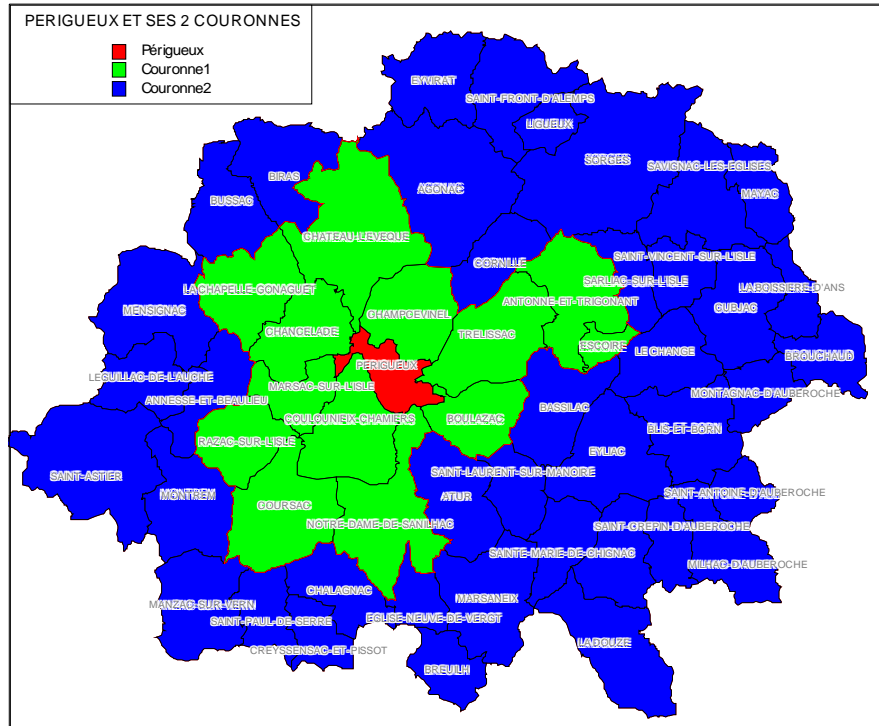 PERIGUEUX ET SES 2 COURONNES
Périgueux
Couronne1
Couronne2
EYVIRAT
SAINT-FRONT-D'ALEMPS
LIGUEUX
SORGES
SAVIGNAC-LES-EGLISES
BIRAS
AGONAC
MAYAC
BUSSAC
CHATEAU-LEVEQUE
CORNILLE
SAINT-VINCENT-SUR-L'ISLE
SARLIAC-SUR-L'ISLE
LA CHAPELLE-GONAGUET
LA BOISSIERE-D'ANS
ANTONNE-ET-TRIGONANT
MENSIGNAC
CHAMPCEVINEL
CUBJAC
CHANCELADE
TRELISSAC
ESCOIRE
LE CHANGE
BROUCHAUD
PERIGUEUX
LEGUILLAC-DE-L'AUCHE
MARSAC-SUR-L'ISLE
MONTAGNAC-D'AUBEROCHE
ANNESSE-ET-BEAULIEU
BASSILAC
COULOUNIEIX-CHAMIERS
BOULAZAC
BLIS-ET-BORN
RAZAC-SUR-L'ISLE
EYLIAC
SAINT-ASTIER
SAINT-LAURENT-SUR-MANOIRE
MONTREM
ATUR
SAINT-ANTOINE-D'AUBEROCHE
COURSAC
NOTRE-DAME-DE-SANILHAC
SAINT-CREPIN-D'AUBEROCHE
SAINTE-MARIE-DE-CHIGNAC
MILHAC-D'AUBEROCHE
CHALAGNAC
MARSANEIX
MANZAC-SUR-VERN
EGLISE-NEUVE-DE-VERGT
SAINT-PAUL-DE-SERRE
LA DOUZE
CREYSSENSAC-ET-PISSOT
BREUILH